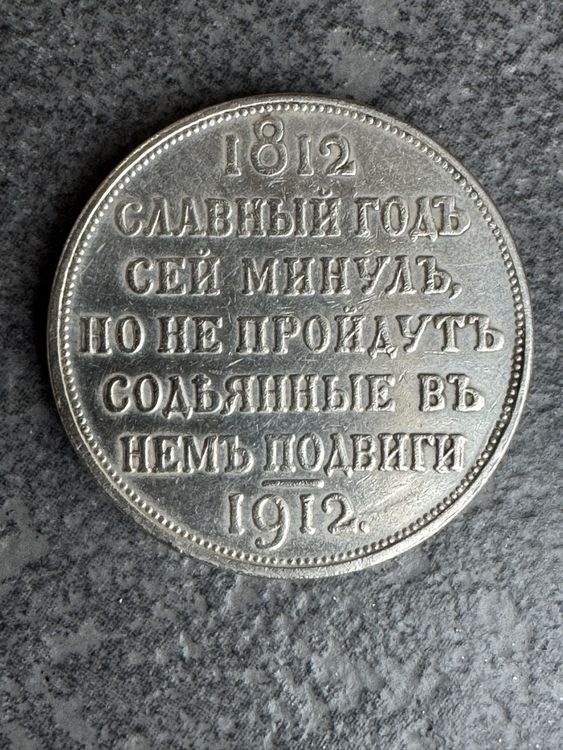 1812
СЛАВНЫЙ ГОДЪ
СЕЙ МИНУЛЪ,
НО НЕ ПРОЙДУТЪ
СОДѢЯННЫЕ ВЪ
НЕМЪ ПОДВИГИ
1912.